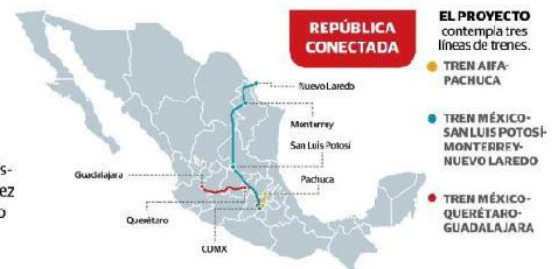 REPÚBLICA
CONECTADA
EL PROYECTO
contempla tres
líneas de trenes.
TREN AIFA-
PACHUCA
TREN MÉXICO-
SAN LUIS POTOSÍ-
MONTERREY-
NUEVO LAREDO
TREN MÉXICO-
QUERÉTARO-
GUADALAJARA
Nuevo Laredo
Monterrey
San Luis Potosí
Pachuca
Guadalajara
Querétaro
CDMX
s-
ez
o